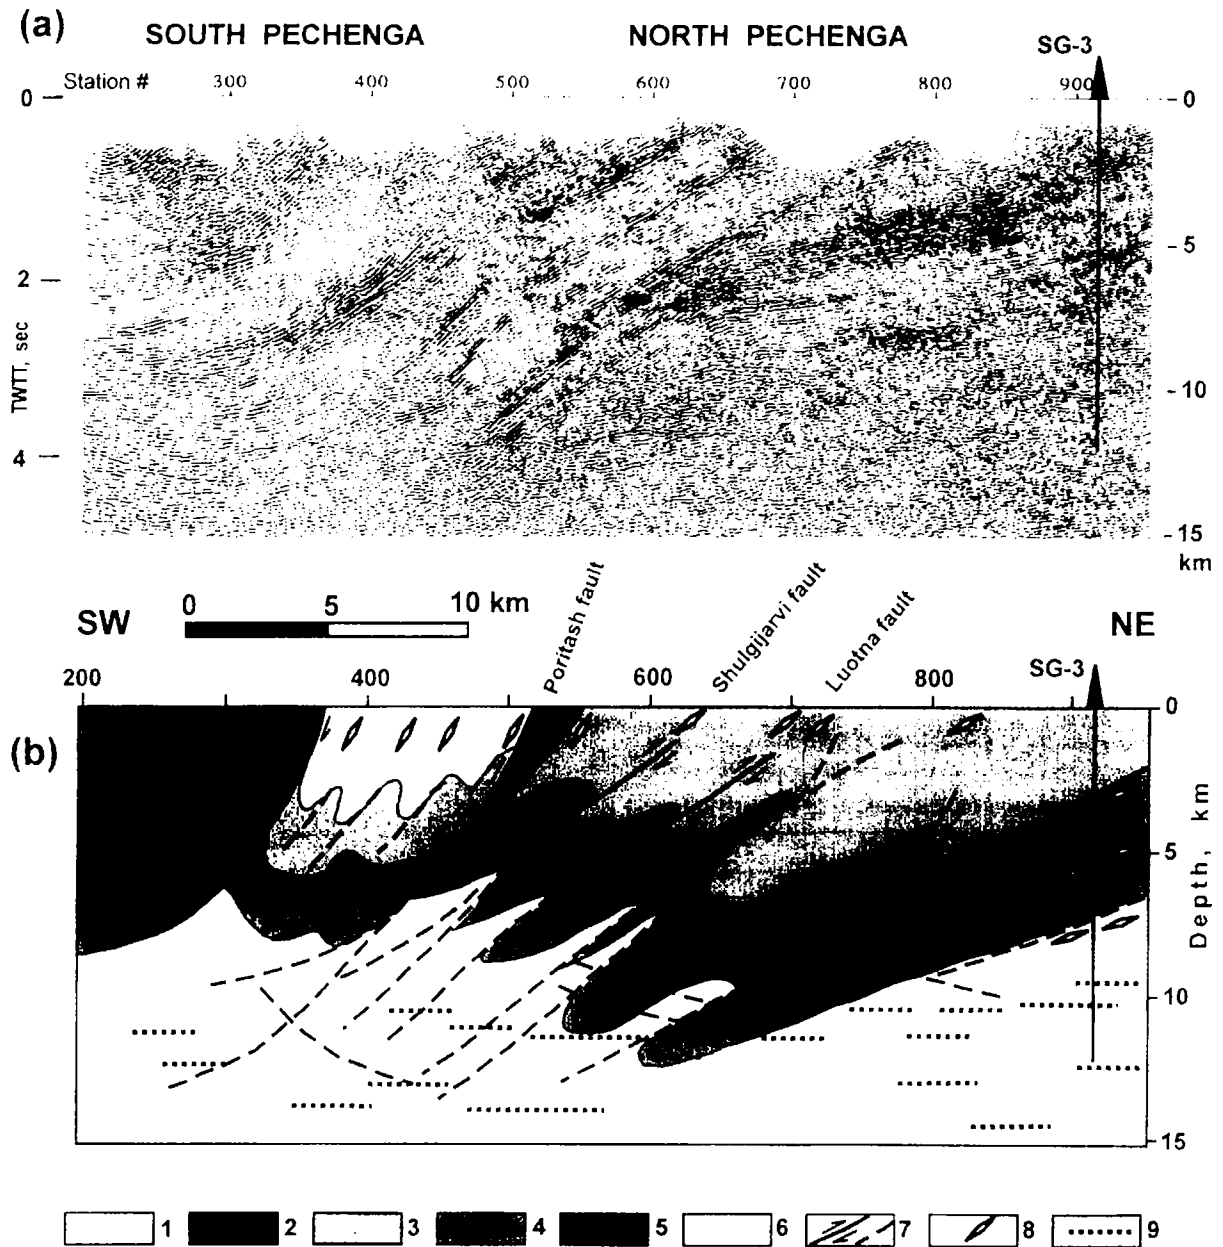 (a)
SOUTH PECHENGA NORTH PECHENGA
SG-3
Station # 300 400 500 600 700 800 900
0 0
5
2
TWTT, sec
10
4
15
km
SW 0 5 10 km NE
Poritash fault
Shulgijarvi fault
Luotna fault
200 400 600 800 SG-3
0
(b)
5
Depth, km
10
15
1 2 3 4 5 6 7 8 9